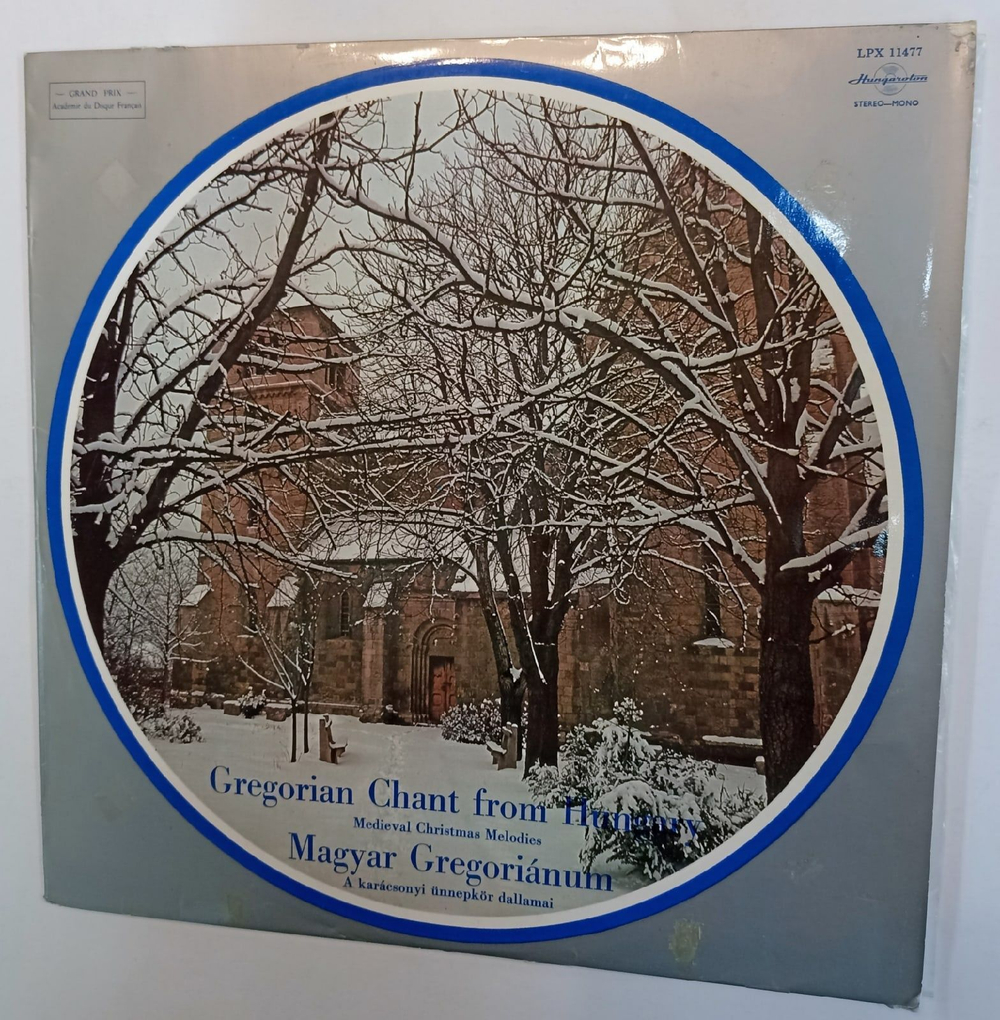 — GRAND PRIX —
Academie du Disque Français
LPX 11477
Hungaroton
STEREO—MONO
Gregorian Chant from Hungary
Medieval Christmas Melodies
Magyar Gregoriánum
A karácsonyi ünnepkör dallamai